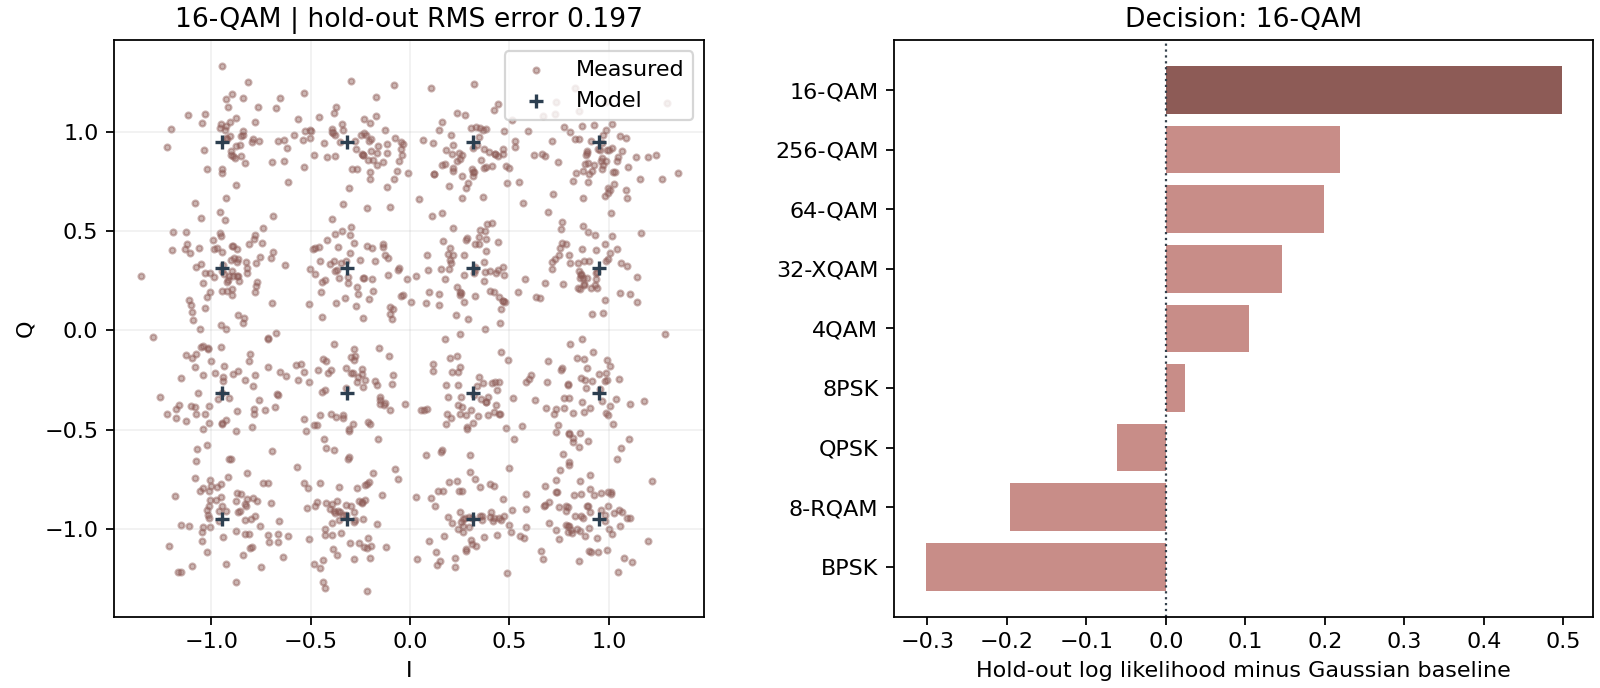 16-QAM | hold-out RMS error 0.197
Measured
Model
1.0
0.5
0.0
−0.5
−1.0
Q
−1.0
−0.5
0.0
0.5
1.0
I
Decision: 16-QAM
16-QAM
256-QAM
64-QAM
32-XQAM
4QAM
8PSK
QPSK
8-RQAM
BPSK
−0.3
−0.2
−0.1
0.0
0.1
0.2
0.3
0.4
0.5
Hold-out log likelihood minus Gaussian baseline